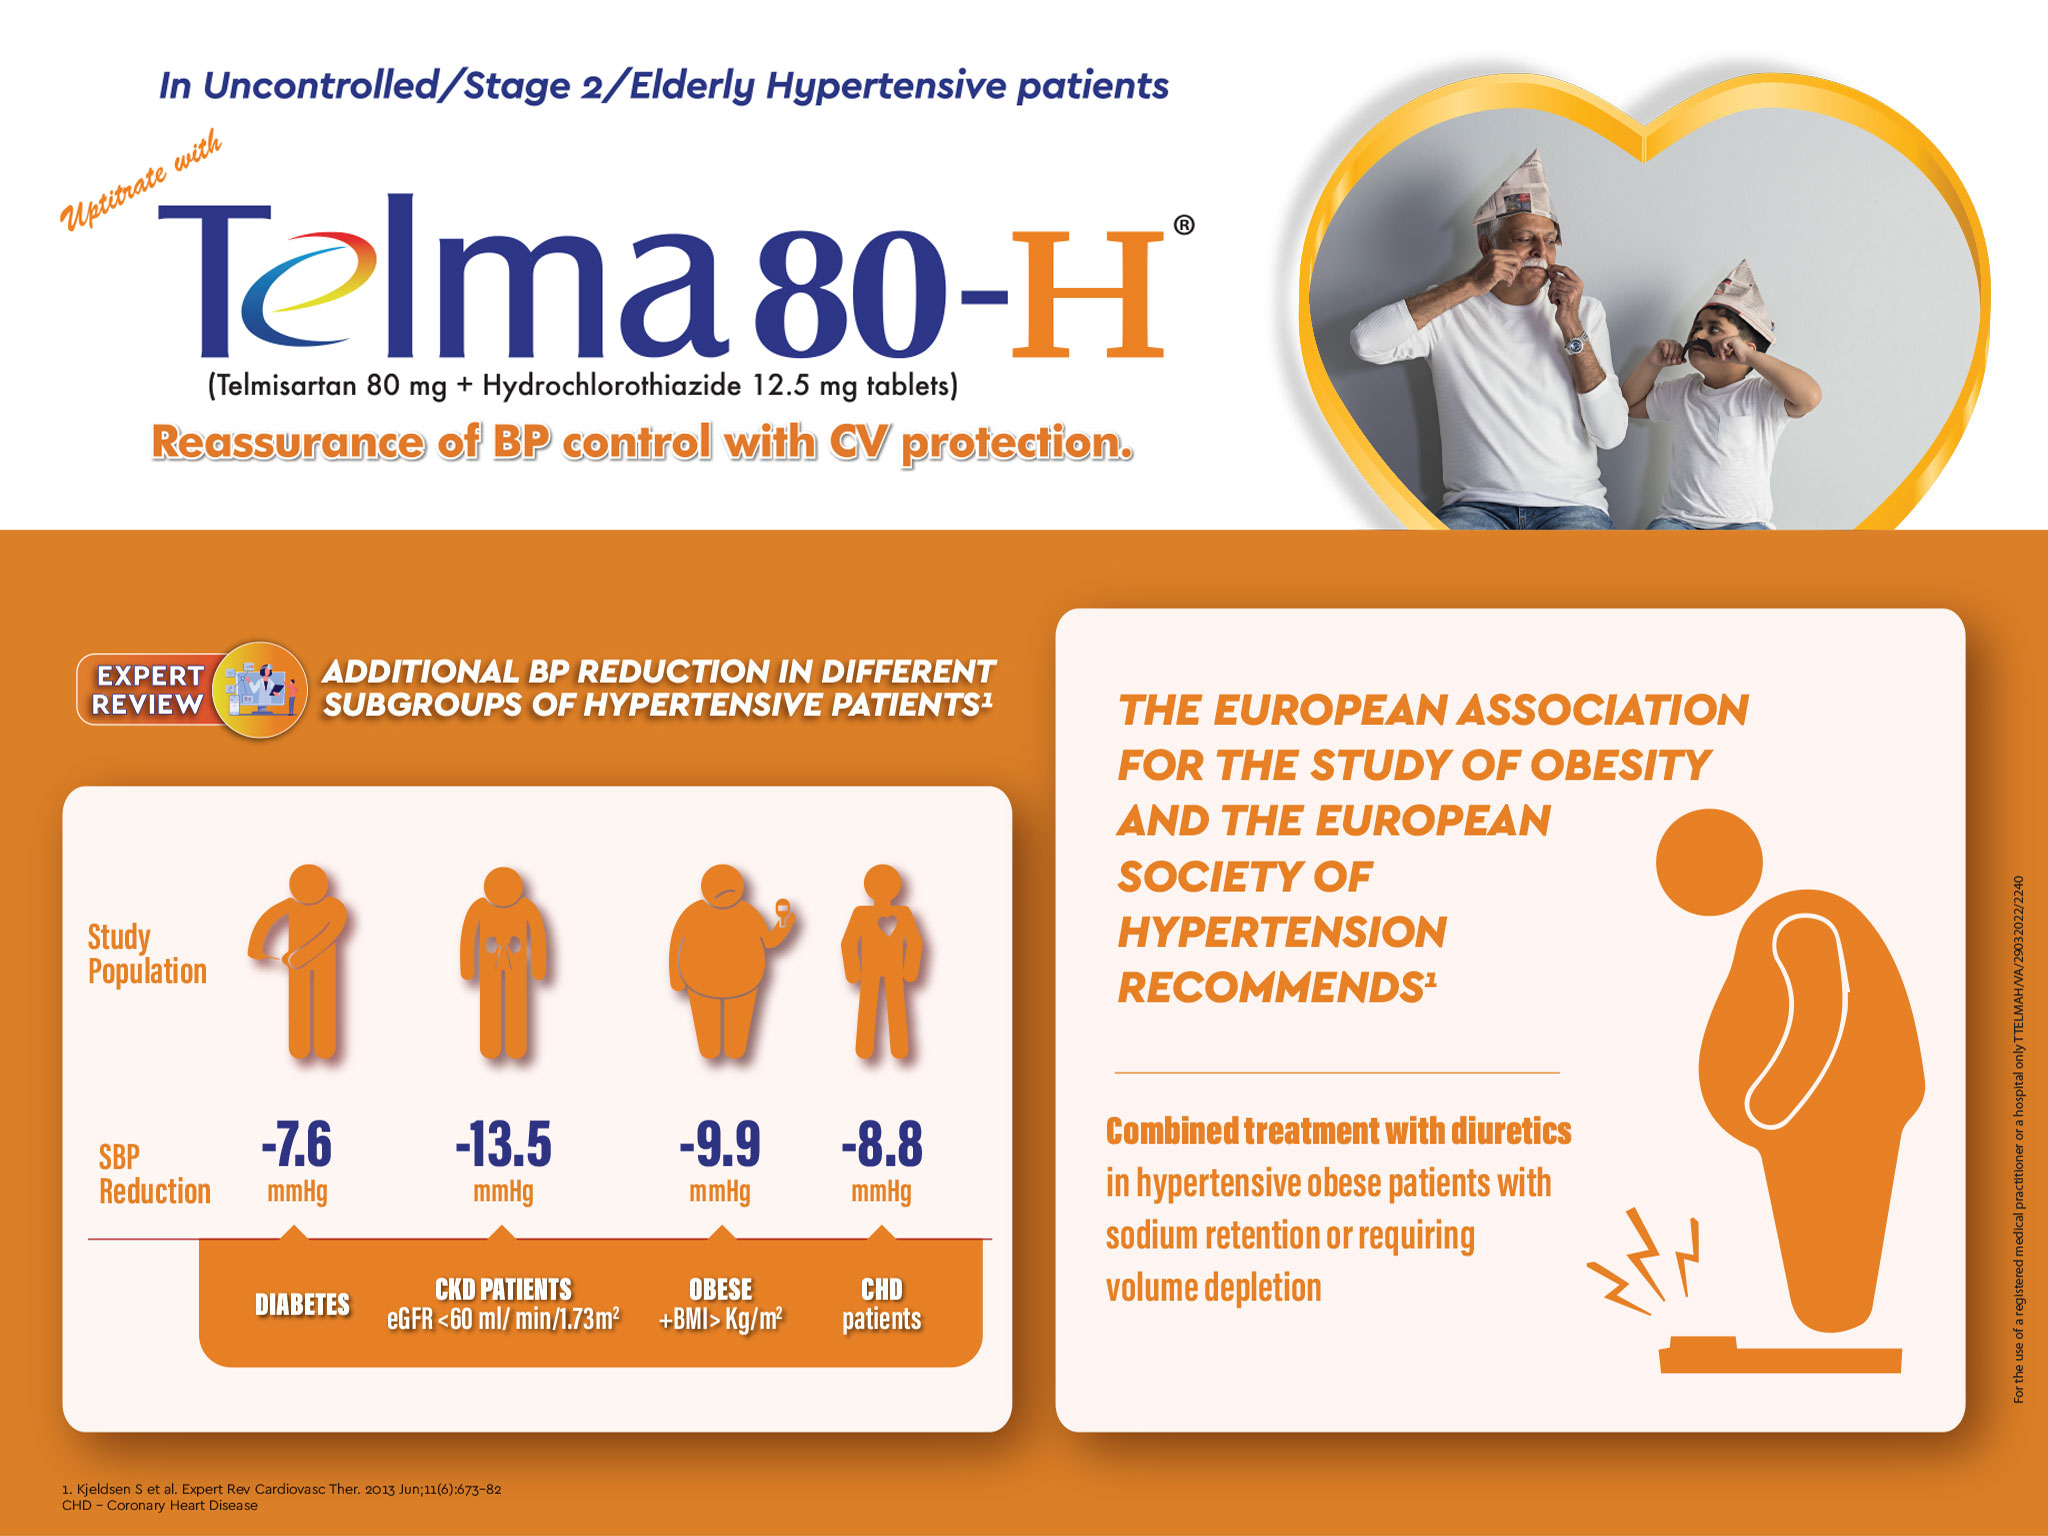 In Uncontrolled/Stage 2/Elderly Hypertensive patients
Uptitrate with
Telma 80-H®
(Telmisartan 80 mg + Hydrochlorothiazide 12.5 mg tablets)
Reassurance of BP control with CV protection.
EXPERT
REVIEW
ADDITIONAL BP REDUCTION IN DIFFERENT
SUBGROUPS OF HYPERTENSIVE PATIENTS¹
Study
Population
SBP
Reduction
-7.6
mmHg
-13.5
mmHg
-9.9
mmHg
-8.8
mmHg
DIABETES
CKD PATIENTS
eGFR <60 ml/ min/1.73m²
OBESE
+BMI> Kg/m²
CHD
patients
THE EUROPEAN ASSOCIATION
FOR THE STUDY OF OBESITY
AND THE EUROPEAN
SOCIETY OF
HYPERTENSION
RECOMMENDS¹
Combined treatment with diuretics
in hypertensive obese patients with
sodium retention or requiring
volume depletion
For the use of a registered medical practitioner or a hospital only TTELMAH/VA/29032022/2240
1. Kjeldsen S et al. Expert Rev Cardiovasc Ther. 2013 Jun;11(6):673-82
CHD - Coronary Heart Disease